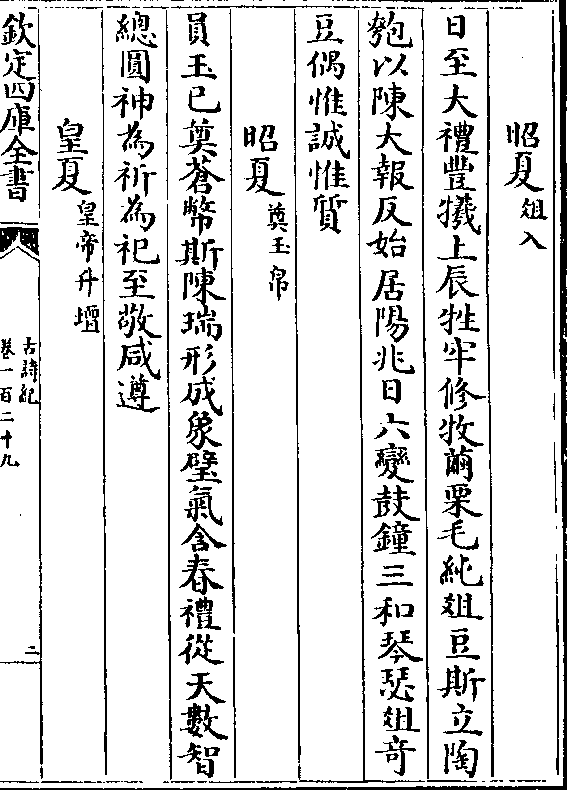 昭夏 俎入
日至大禮豐犧上辰牲牢修牧繭栗毛純俎豆斯立陶
匏以陳大報反始居陽兆日六變鼓鐘三和琴瑟俎奇
豆偶惟誠惟質
昭夏 奠玉帛
員玉已奠蒼幣斯陳瑞形成象璧氣含春禮從天數智
總圓神為祈為祀至敬咸遵
皇夏 皇帝升壇
欽定四庫全書
古詩紀
卷一百二十九
二